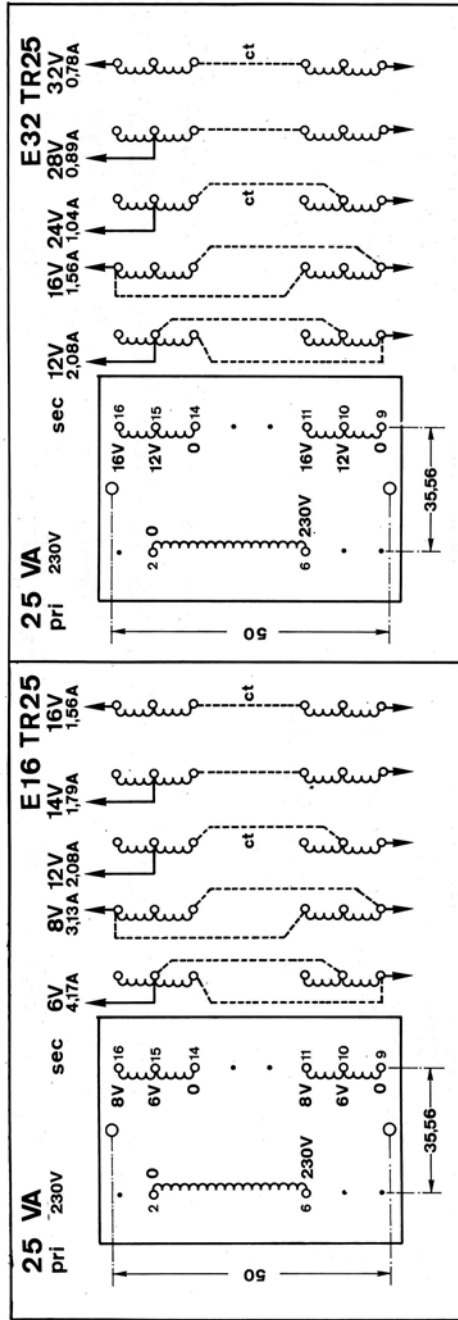 25 VA
E16 TR25
pri 230V
sec
6V 8V 12V 14V 16V
4,17A 3,13A 2,08A 1,79A 1,56A
8V 16
2 0
6V 15
0 14
ct
ct
8V 11
6 230V
6V 10
0 9
50
35,56
25 VA
E32 TR25
pri 230V
sec
12V 16V 24V 28V 32V
2,08A 1,56A 1,04A 0,89A 0,78A
16V 16
2 0
12V 15
0 14
ct
ct
16V 11
6 230V
12V 10
0 9
50
35,56